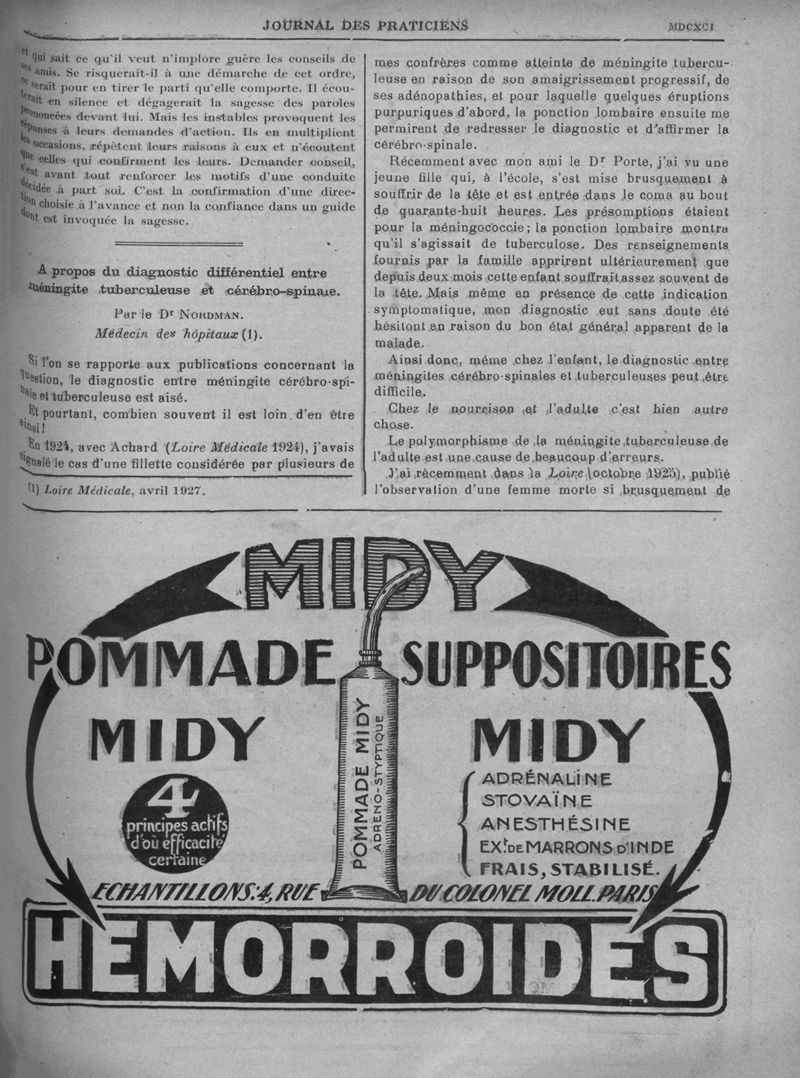 JOURNAL DES PRATICIENS
MDCXCI
et qui sait ce qu'il veut n'implore guère les conseils de
ses amis. Se risquerait-il à une démarche de cet ordre,
ce serait pour en tirer le parti qu'elle comporte. Il écou-
terait en silence et dégagerait la sagesse des paroles
prononcées devant lui. Mais les instables provoquent les
réponses à leurs demandes d'action. Ils en multiplient
les occasions, répètent leurs raisons à eux et n'écoutent
que celles qui confirment les leurs. Demander conseil,
c'est avant tout renforcer les motifs d'une conduite
décidée à part soi. C'est la confirmation d'une direc-
tion choisie à l'avance et non la confiance dans un guide
dont est invoquée la sagesse.
A propos du diagnostic différentiel entre
méningite tuberculeuse et cérébro-spinale.
Par le Dr NORDMAN.
Médecin des hôpitaux (1).
Si l'on se rapporte aux publications concernant la
question, le diagnostic entre méningite cérébro-spi-
nale et tuberculeuse est aisé.
Et pourtant, combien souvent il est loin d'en être
ainsi!
En 1924, avec Achard (Loire Médicale 1924), j'avais
signalé le cas d'une fillette considérée par plusieurs de
(1) Loire Médicale, avril 1927.
mes confrères comme atteinte de méningite tubercu-
leuse en raison de son amaigrissement progressif, de
ses adénopathies, et pour laquelle quelques éruptions
purpuriques d'abord, la ponction lombaire ensuite me
permirent de redresser le diagnostic et d'affirmer la
cérébro-spinale.
Récemment avec mon ami le Dr Porte, j'ai vu une
jeune fille qui, à l'école, s'est mise brusquement à
souffrir de la tête et est entrée dans le coma au bout
de quarante-huit heures. Les présomptions étaient
pour la méningococcie; la ponction lombaire montra
qu'il s'agissait de tuberculose. Des renseignements
fournis par la famille apprirent ultérieurement que
depuis deux mois cette enfant souffrait assez souvent de
la tête. Mais même en présence de cette indication
symptomatique, mon diagnostic eut sans doute été
hésitant en raison du bon état général apparent de la
malade.
Ainsi donc, même chez l'enfant, le diagnostic entre
méningites cérébro-spinales et tuberculeuses peut être
difficile.
Chez le nourrison et l'adulte c'est bien autre
chose.
Le polymorphisme de la méningite tuberculeuse de
l'adulte est une cause de beaucoup d'erreurs.
J'ai récemment dans la Loire (octobre 1925), publié
l'observation d'une femme morte si brusquement de
MIDY
POMMADE SUPPOSITOIRES
MIDY
MIDY
4
principes actifs
d'où efficacité
certaine
POMMADE MIDY
ADRENO-STYPTIQUE
ADRÉNALINE
STOVAÏNE
ANESTHÉSINE
EXt. DE MARRONS D'INDE
FRAIS, STABILISÉ.
ECHANTILLONS: 4, RUE DU COLONEL MOLL. PARIS
HEMORROIDES